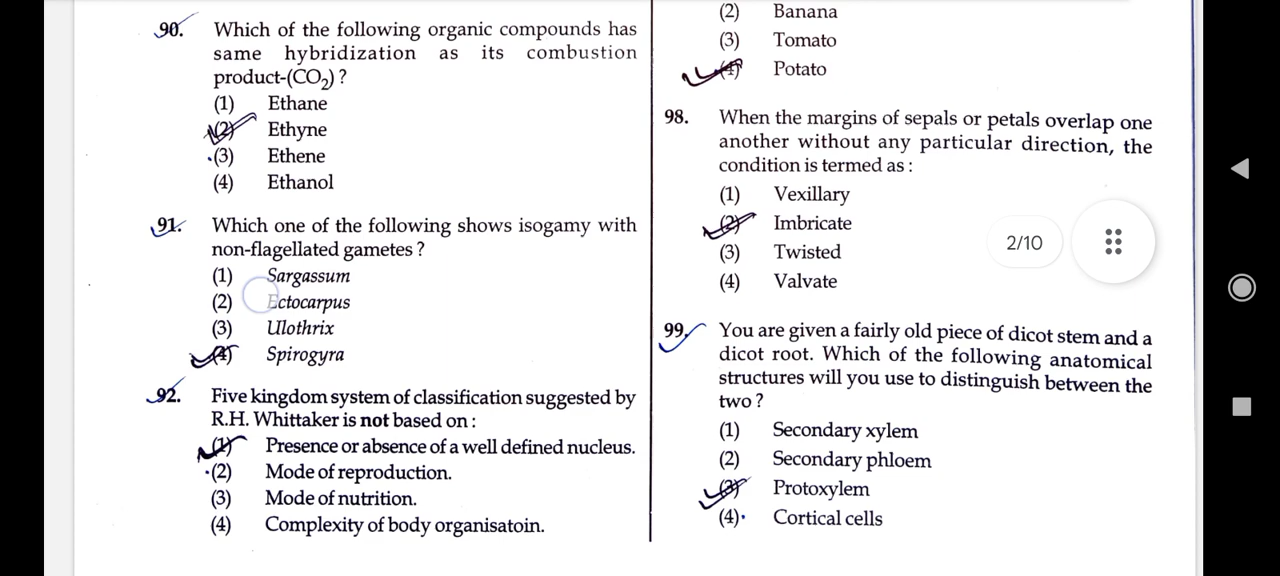 90. Which of the following organic compounds has
same hybridization as its combustion
product-(CO₂) ?
(1) Ethane
(2) Ethyne
(3) Ethene
(4) Ethanol
91. Which one of the following shows isogamy with
non-flagellated gametes ?
(1) Sargassum
(2) Ectocarpus
(3) Ulothrix
(4) Spirogyra
92. Five kingdom system of classification suggested by
R.H. Whittaker is not based on :
(1) Presence or absence of a well defined nucleus.
(2) Mode of reproduction.
(3) Mode of nutrition.
(4) Complexity of body organisatoin.
(2) Banana
(3) Tomato
(4) Potato
98. When the margins of sepals or petals overlap one
another without any particular direction, the
condition is termed as :
(1) Vexillary
(2) Imbricate
(3) Twisted
(4) Valvate
99. You are given a fairly old piece of dicot stem and a
dicot root. Which of the following anatomical
structures will you use to distinguish between the
two ?
(1) Secondary xylem
(2) Secondary phloem
(3) Protoxylem
(4) Cortical cells
2/10